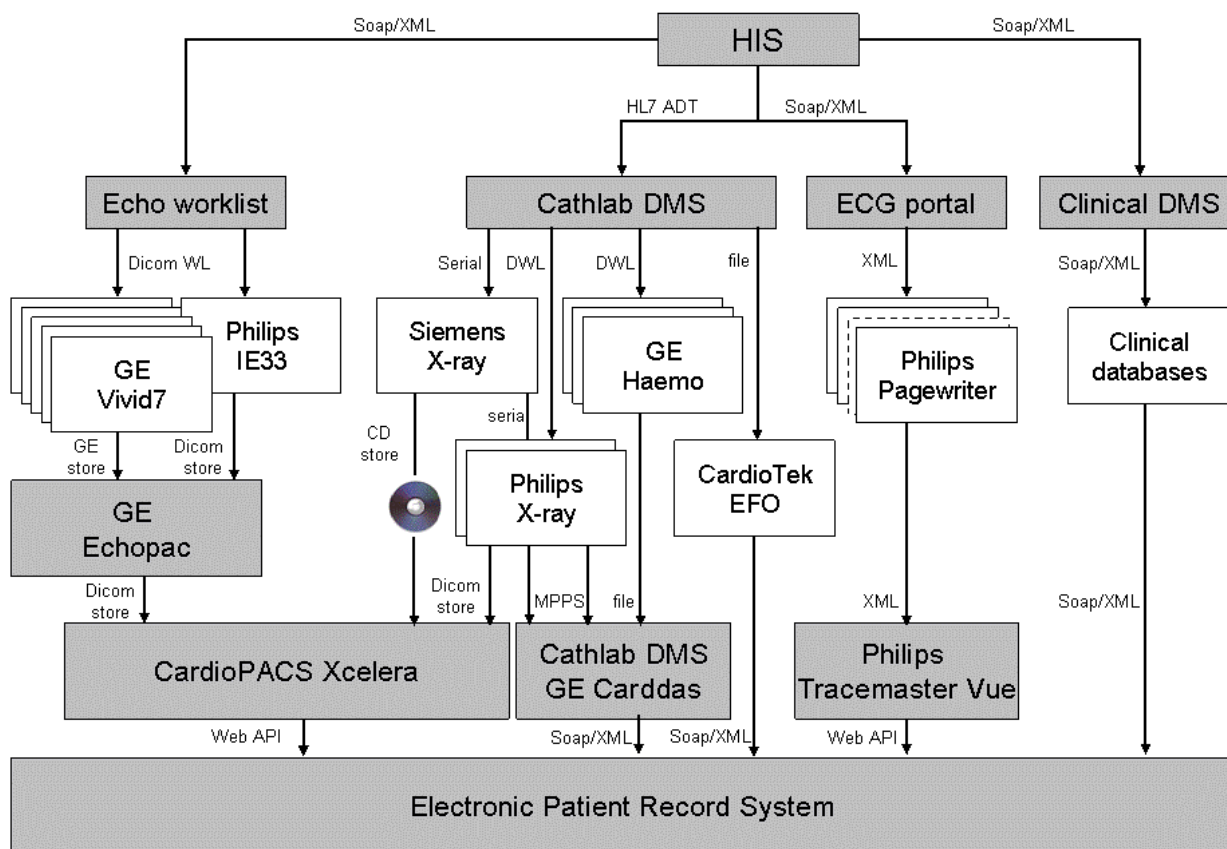 Soap/XML
HIS
Soap/XML
HL7 ADT
Soap/XML
Echo worklist
Cathlab DMS
ECG portal
Clinical DMS
Dicom WL
Serial
DWL
DWL
file
XML
Soap/XML
GE
Vivid7
Philips
IE33
Siemens
X-ray
GE
Haemo
Philips
Pagewriter
Clinical
databases
GE
store
Dicom
store
CD
store
seria
Philips
X-ray
CardioTek
EFO
GE
Echopac
Dicom
store
Dicom
store
MPPS
file
XML
Soap/XML
CardioPACS Xcelera
Cathlab DMS
GE Carddas
Philips
Tracemaster Vue
Web API
Soap/XML
Soap/XML
Web API
Electronic Patient Record System